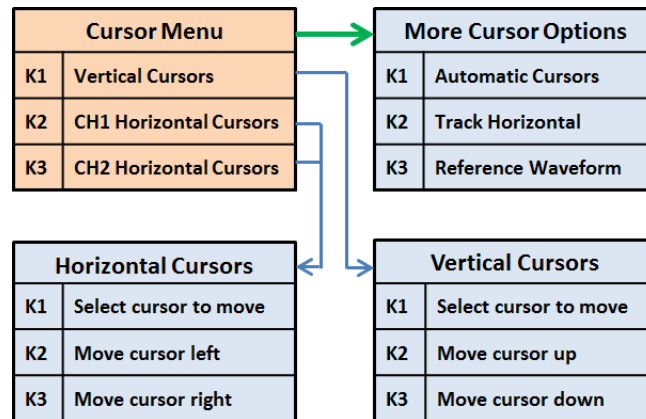 Cursor Menu
K1 Vertical Cursors
K2 CH1 Horizontal Cursors
K3 CH2 Horizontal Cursors
More Cursor Options
K1 Automatic Cursors
K2 Track Horizontal
K3 Reference Waveform
Horizontal Cursors
K1 Select cursor to move
K2 Move cursor left
K3 Move cursor right
Vertical Cursors
K1 Select cursor to move
K2 Move cursor up
K3 Move cursor down